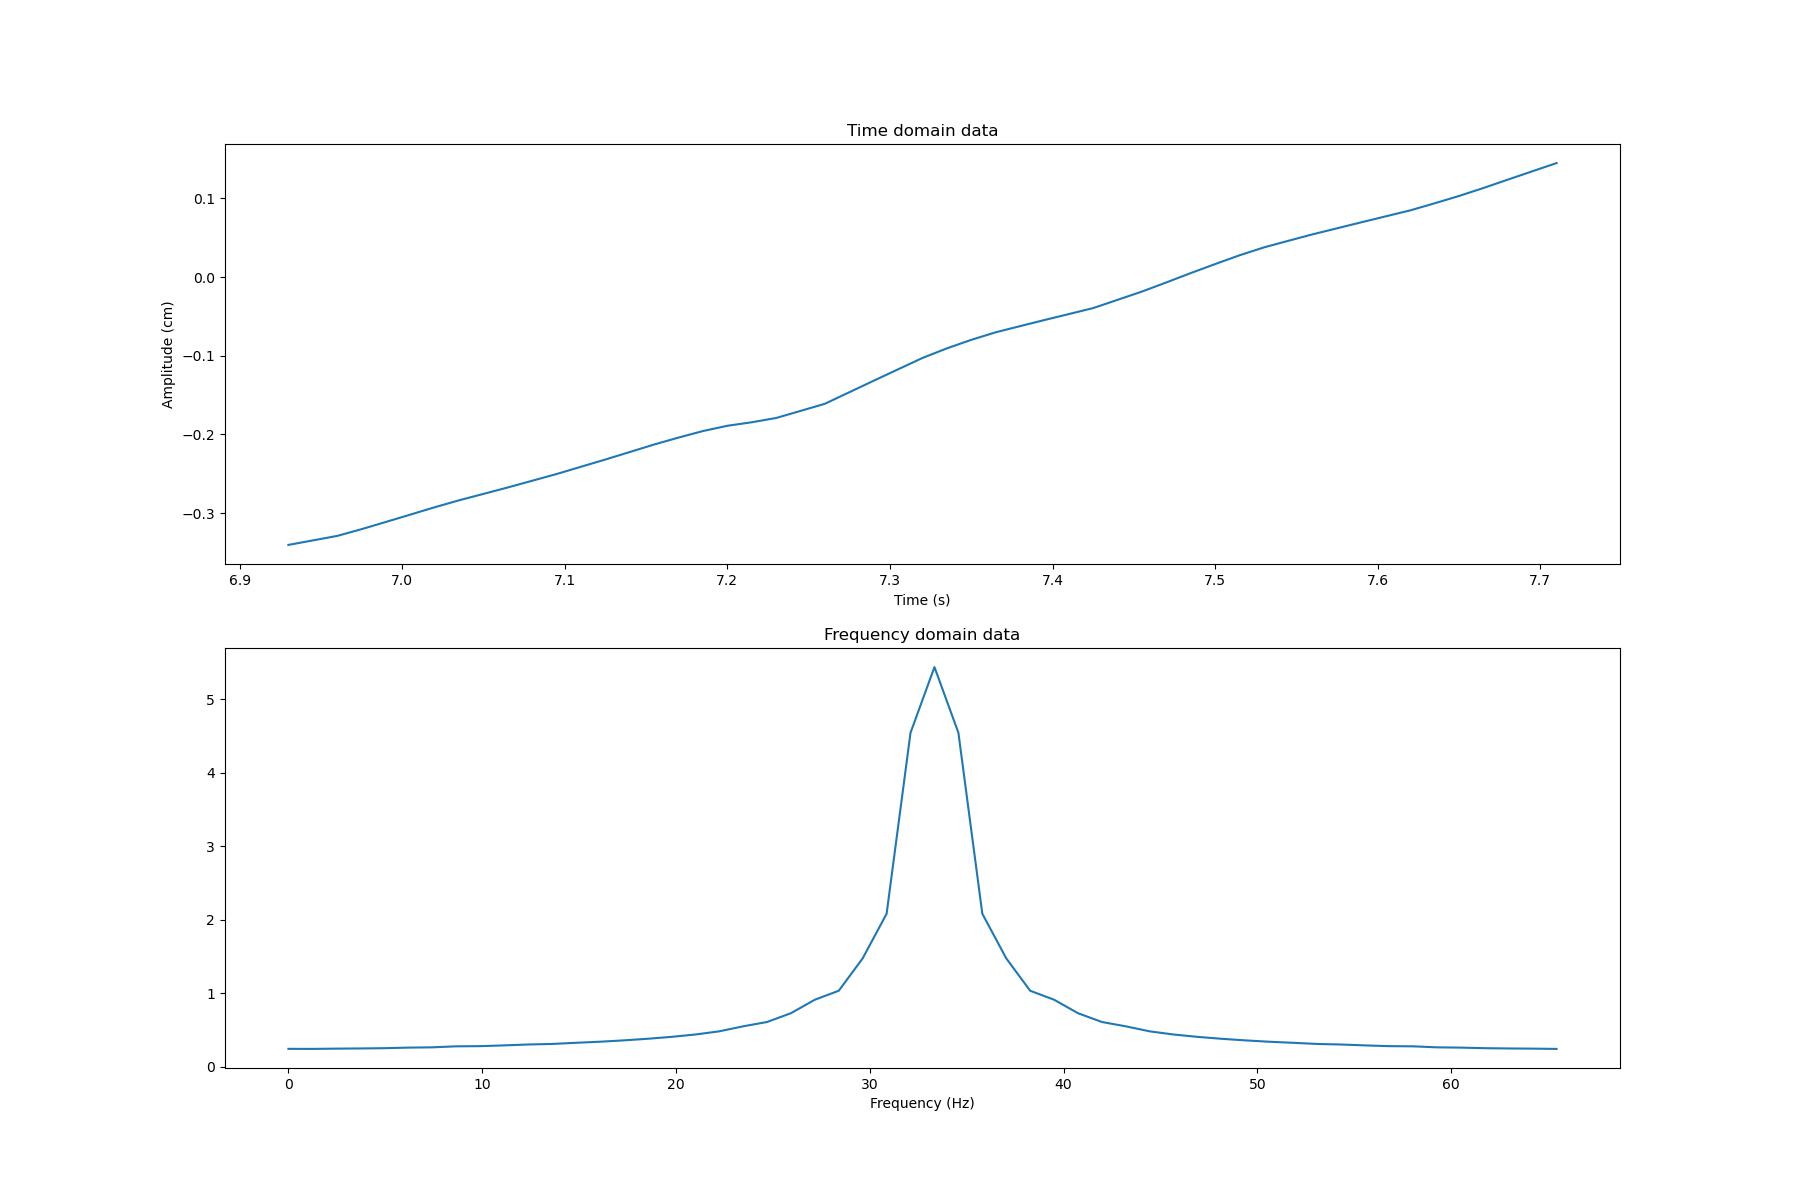 Time domain data
Amplitude (cm)
0.1
0.0
−0.1
−0.2
−0.3
6.9 7.0 7.1 7.2 7.3 7.4 7.5 7.6 7.7
Time (s)
Frequency domain data
5
4
3
2
1
0
0 10 20 30 40 50 60
Frequency (Hz)